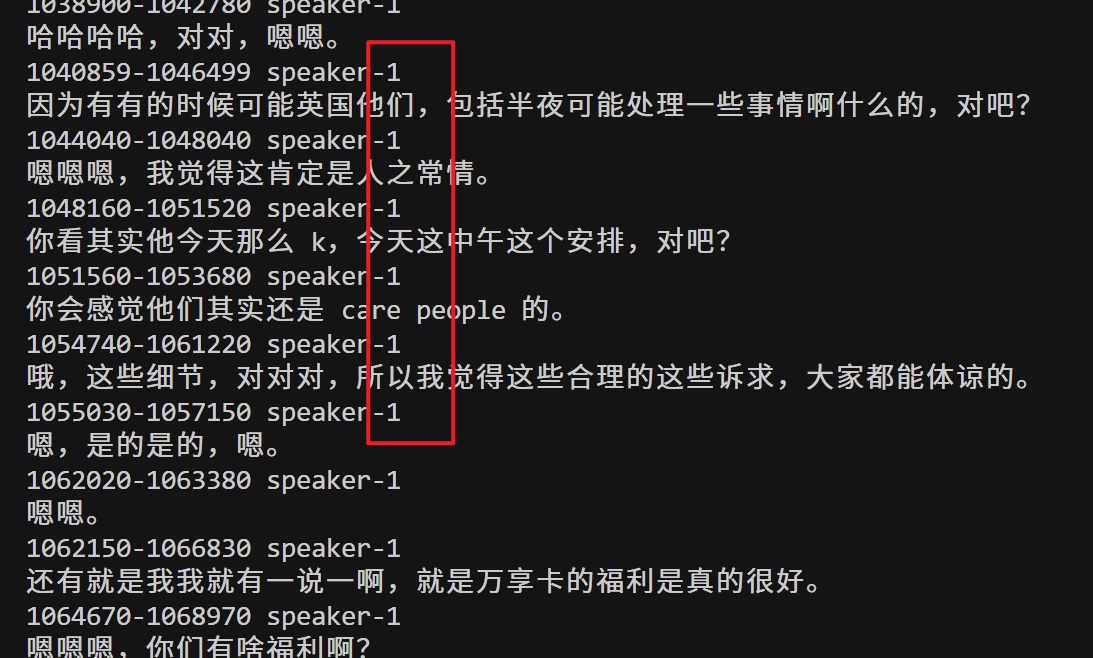 1038900-1042780 speaker-1
哈哈哈哈，对对，嗯嗯。
1040859-1046499 speaker-1
因为有有的时候可能英国他们，包括半夜可能处理一些事情啊什么的，对吧？
1044040-1048040 speaker-1
嗯嗯嗯，我觉得这肯定是人之常情。
1048160-1051520 speaker-1
你看其实他今天那么 k，今天这中午这个安排，对吧？
1051560-1053680 speaker-1
你会感觉他们其实还是 care people 的。
1054740-1061220 speaker-1
哦，这些细节，对对对，所以我觉得这些合理的这些诉求，大家都能体谅的。
1055030-1057150 speaker-1
嗯，是的是的，嗯。
1062020-1063380 speaker-1
嗯嗯。
1062150-1066830 speaker-1
还有就是我我就有一说一啊，就是万享卡的福利是真的很好。
1064670-1068970 speaker-1
嗯嗯嗯，你们有啥福利啊？